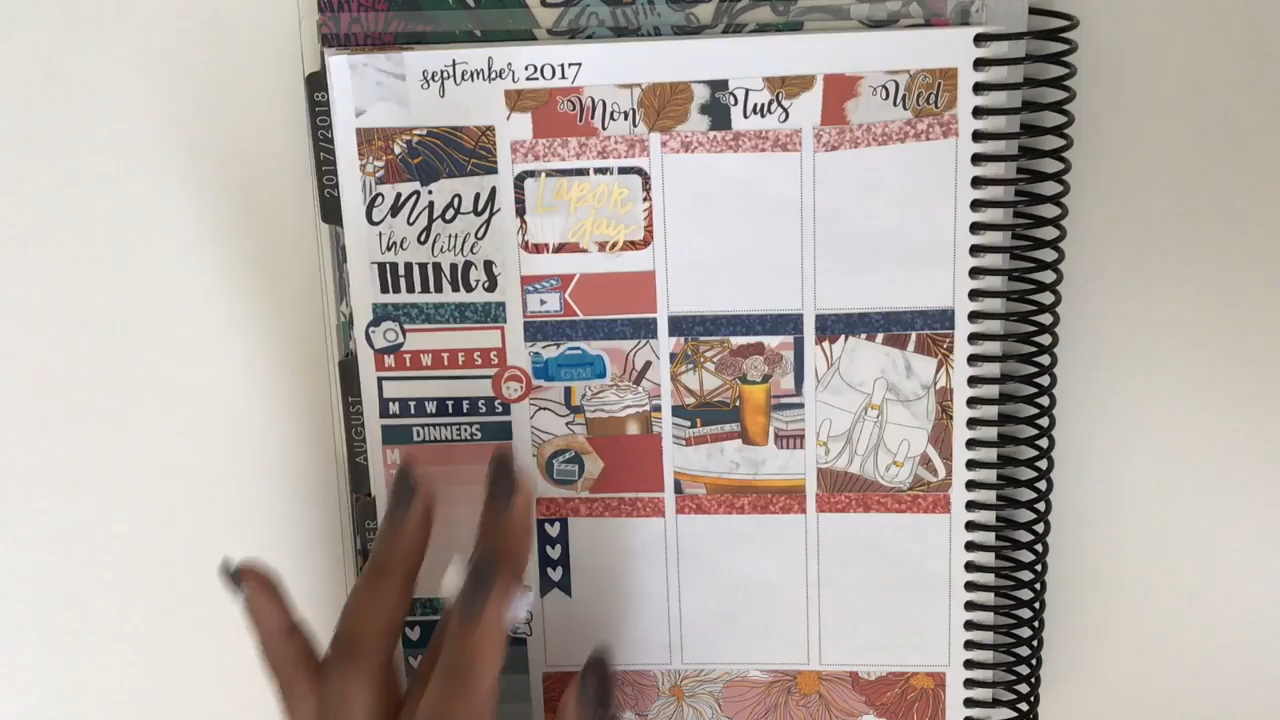 september 2017
2017/2018
Mon
Tues
Wed
enjoy
the little
THINGS
Labor
day
M T W T F S S
M T W T F S S
DINNERS
M
GYM
AUGUST